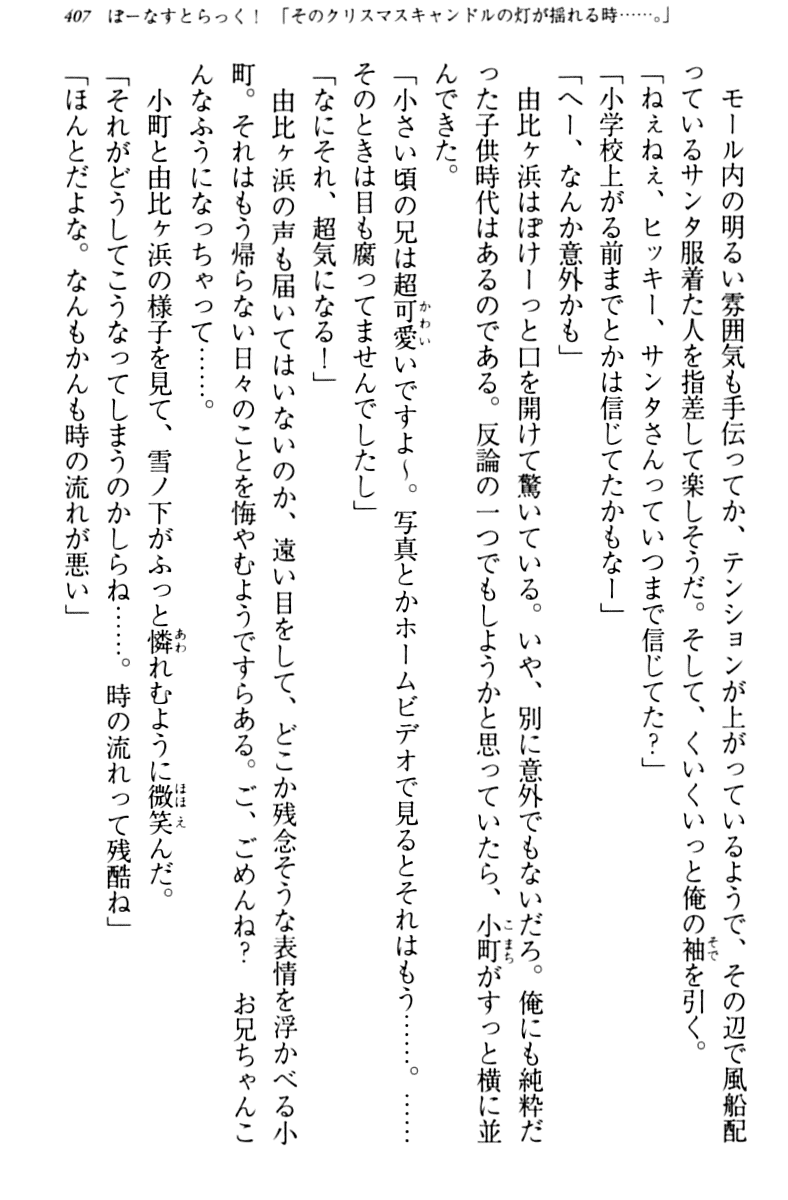 407 ぼーなすとらっく! 「そのクリスマスキャンドルの灯が揺れる時……。」
モール内の明るい雰囲気も手伝ってか、テンションが上がっているようで、その辺で風船配
っているサンタ服着た人を指差して楽しそうだ。そして、くいくいっと俺の袖を引く。
「ねぇねぇ、ヒッキー、サンタさんっていつまで信じてた?」
「小学校上がる前までとかは信じてたかもなー」
「へー、なんか意外かも」
由比ヶ浜はぽけーっと口を開けて驚いている。いや、別に意外でもないだろ。俺にも純粋だ
った子供時代はあるのである。反論の一つでもしようかと思っていたら、小町がすっと横に並
んできた。
「小さい頃の兄は超可愛いですよ～。写真とかホームビデオで見るとそれはもう……。……
そのときは目も腐ってませんでしたし」
「なにそれ、超気になる!」
由比ヶ浜の声も届いてはいないのか、遠い目をして、どこか残念そうな表情を浮かべる小
町。それはもう帰らない日々のことを悔やむようですらある。ご、ごめんね? お兄ちゃんこ
んなふうになっちゃって……。
小町と由比ヶ浜の様子を見て、雪ノ下がふっと憐れむように微笑んだ。
「それがどうしてこうなってしまうのかしらね……。時の流れって残酷ね」
「ほんとだよな。なんもかんも時の流れが悪い」